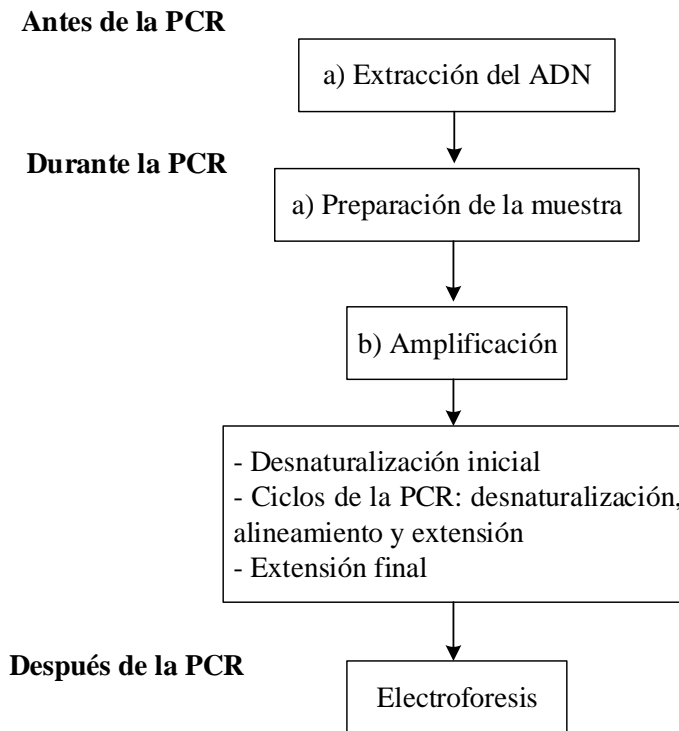 Antes de la PCR
a) Extracción del ADN
Durante la PCR
a) Preparación de la muestra
b) Amplificación
- Desnaturalización inicial
- Ciclos de la PCR: desnaturalización,
alineamiento y extensión
- Extensión final
Después de la PCR
Electroforesis